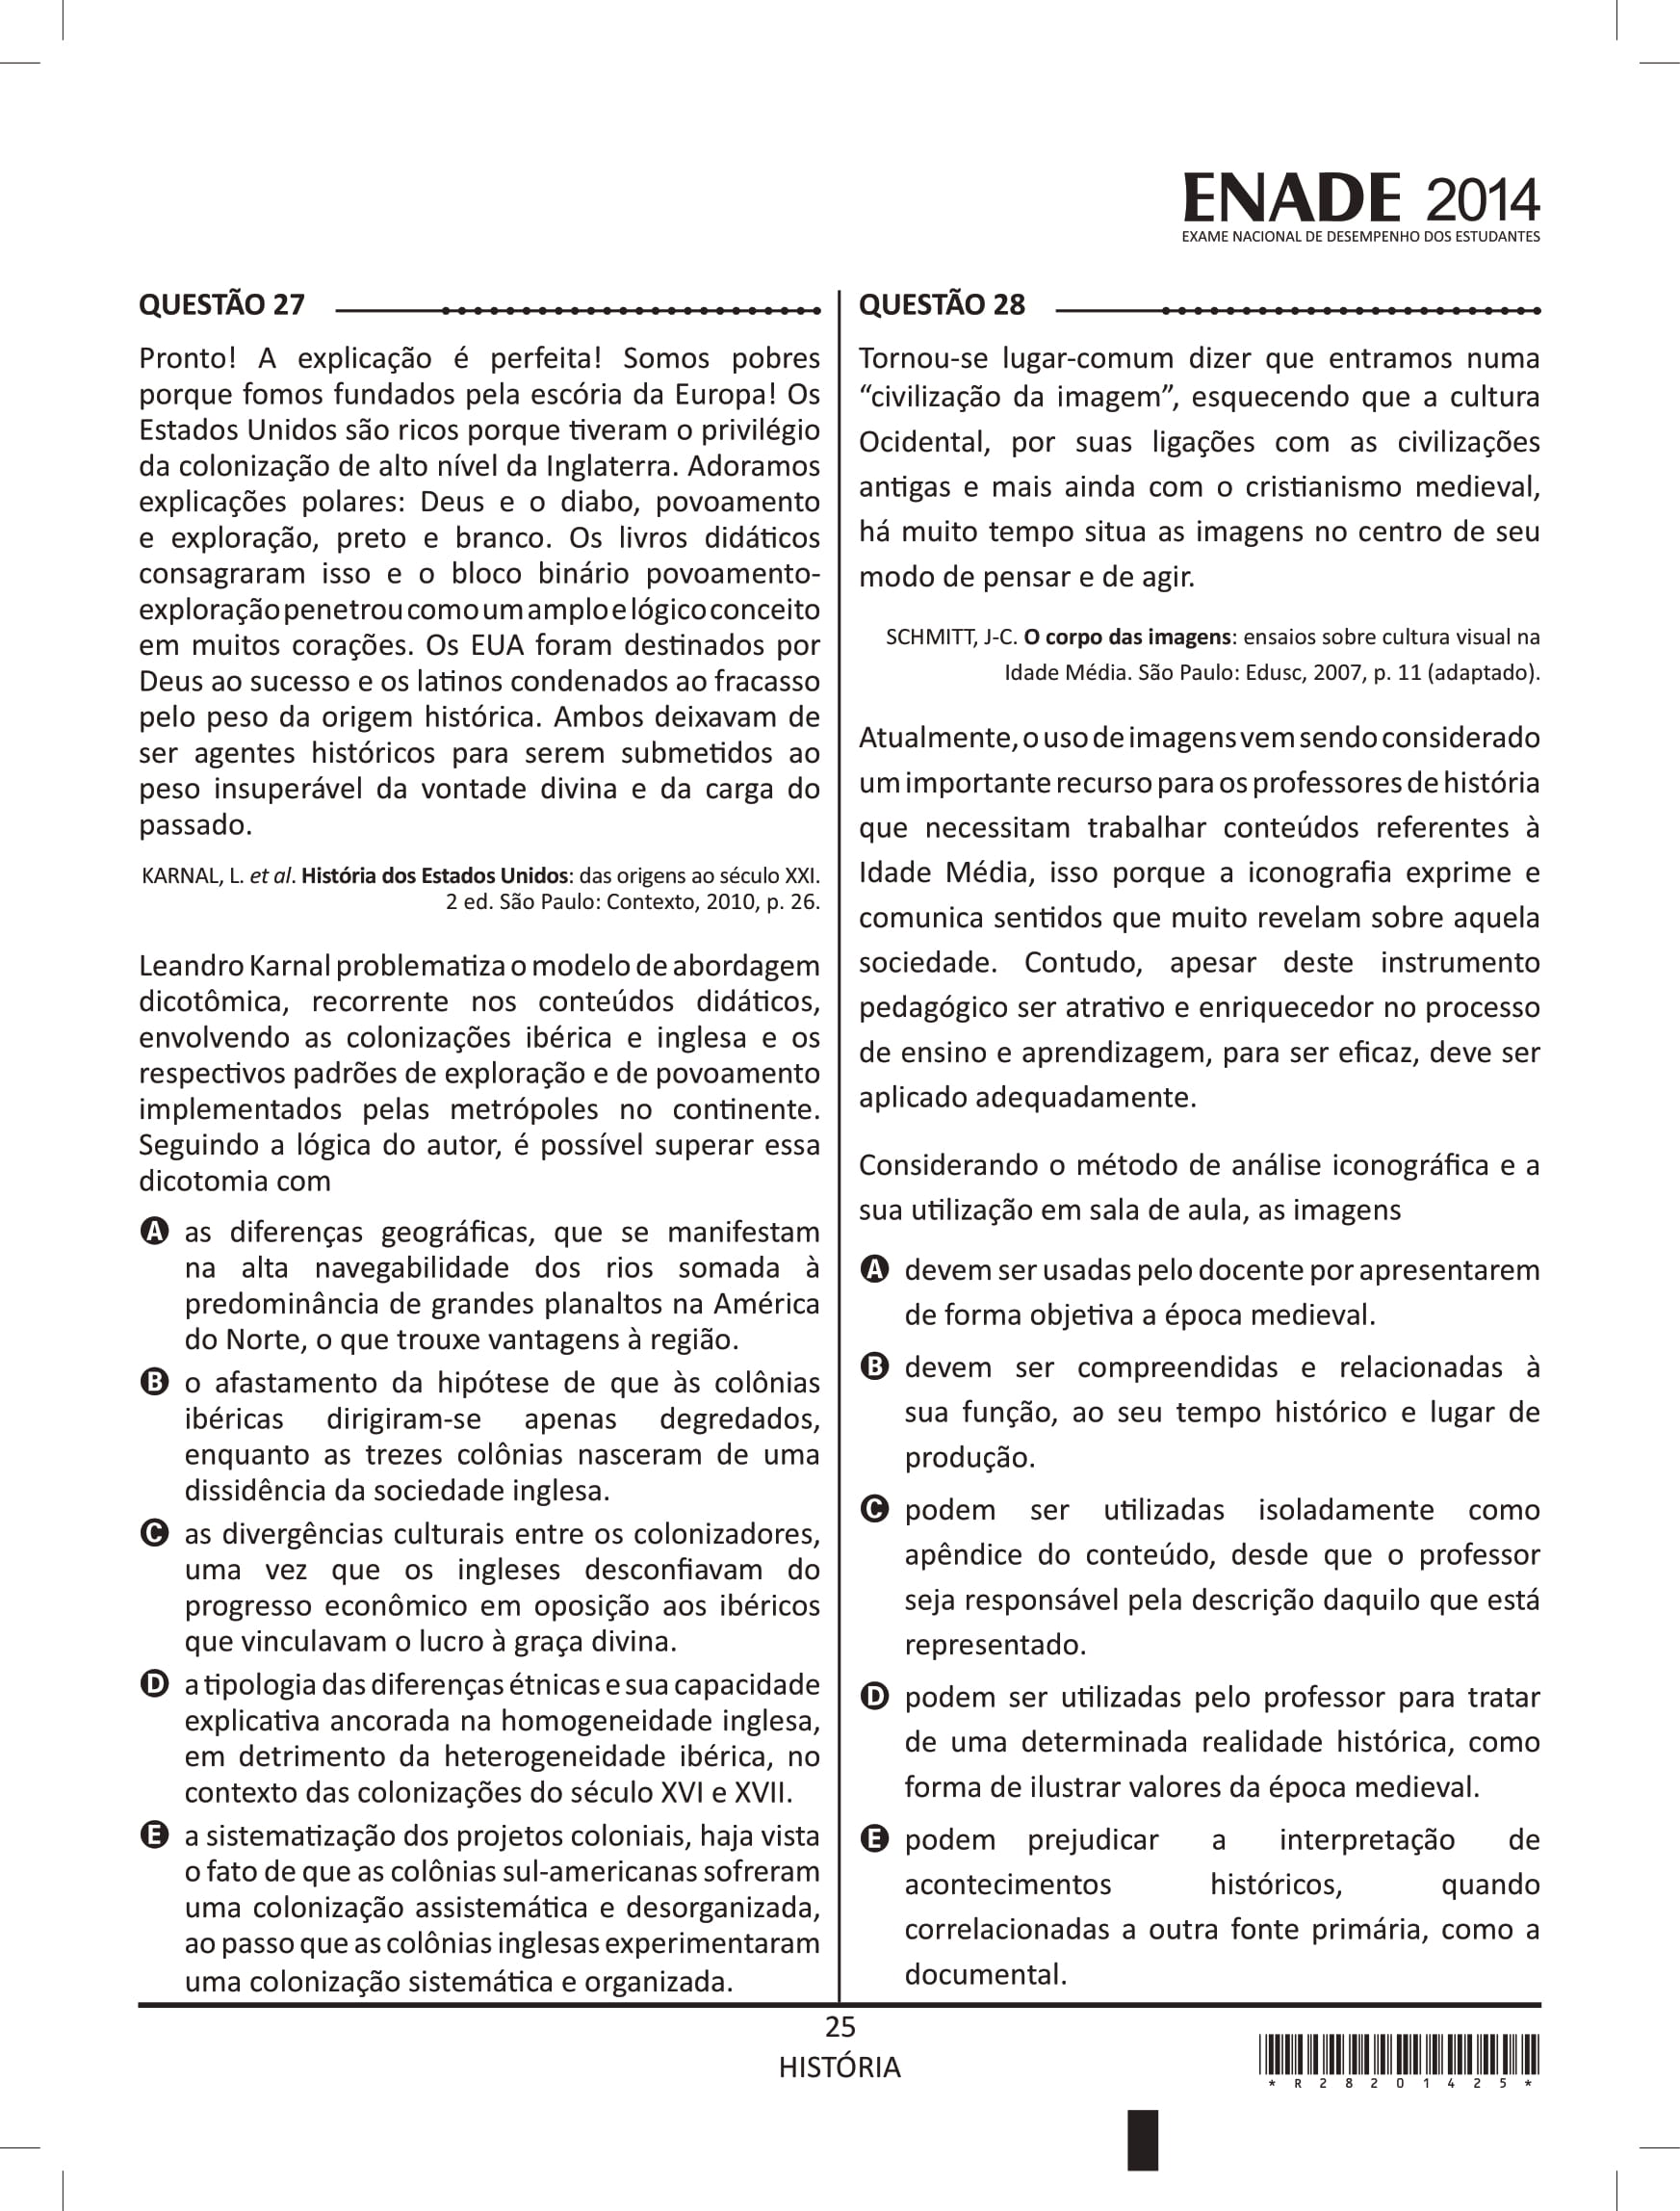 ENADE 2014
EXAME NACIONAL DE DESEMPENHO DOS ESTUDANTES
QUESTÃO 27
Pronto! A explicação é perfeita! Somos pobres
porque fomos fundados pela escória da Europa! Os
Estados Unidos são ricos porque tiveram o privilégio
da colonização de alto nível da Inglaterra. Adoramos
explicações polares: Deus e o diabo, povoamento
e exploração, preto e branco. Os livros didáticos
consagraram isso e o bloco binário povoamento-
exploração penetrou como um amplo e lógico conceito
em muitos corações. Os EUA foram destinados por
Deus ao sucesso e os latinos condenados ao fracasso
pelo peso da origem histórica. Ambos deixavam de
ser agentes históricos para serem submetidos ao
peso insuperável da vontade divina e da carga do
passado.
KARNAL, L. et al. História dos Estados Unidos: das origens ao século XXI.
2 ed. São Paulo: Contexto, 2010, p. 26.
Leandro Karnal problematiza o modelo de abordagem
dicotômica, recorrente nos conteúdos didáticos,
envolvendo as colonizações ibérica e inglesa e os
respectivos padrões de exploração e de povoamento
implementados pelas metrópoles no continente.
Seguindo a lógica do autor, é possível superar essa
dicotomia com
A as diferenças geográficas, que se manifestam
na alta navegabilidade dos rios somada à
predominância de grandes planaltos na América
do Norte, o que trouxe vantagens à região.
B o afastamento da hipótese de que às colônias
ibéricas dirigiram-se apenas degredados,
enquanto as trezes colônias nasceram de uma
dissidência da sociedade inglesa.
C as divergências culturais entre os colonizadores,
uma vez que os ingleses desconfiavam do
progresso econômico em oposição aos ibéricos
que vinculavam o lucro à graça divina.
D a tipologia das diferenças étnicas e sua capacidade
explicativa ancorada na homogeneidade inglesa,
em detrimento da heterogeneidade ibérica, no
contexto das colonizações do século XVI e XVII.
E a sistematização dos projetos coloniais, haja vista
o fato de que as colônias sul-americanas sofreram
uma colonização assistemática e desorganizada,
ao passo que as colônias inglesas experimentaram
uma colonização sistemática e organizada.
QUESTÃO 28
Tornou-se lugar-comum dizer que entramos numa
“civilização da imagem”, esquecendo que a cultura
Ocidental, por suas ligações com as civilizações
antigas e mais ainda com o cristianismo medieval,
há muito tempo situa as imagens no centro de seu
modo de pensar e de agir.
SCHMITT, J-C. O corpo das imagens: ensaios sobre cultura visual na
Idade Média. São Paulo: Edusc, 2007, p. 11 (adaptado).
Atualmente, o uso de imagens vem sendo considerado
um importante recurso para os professores de história
que necessitam trabalhar conteúdos referentes à
Idade Média, isso porque a iconografia exprime e
comunica sentidos que muito revelam sobre aquela
sociedade. Contudo, apesar deste instrumento
pedagógico ser atrativo e enriquecedor no processo
de ensino e aprendizagem, para ser eficaz, deve ser
aplicado adequadamente.
Considerando o método de análise iconográfica e a
sua utilização em sala de aula, as imagens
A devem ser usadas pelo docente por apresentarem
de forma objetiva a época medieval.
B devem ser compreendidas e relacionadas à
sua função, ao seu tempo histórico e lugar de
produção.
C podem ser utilizadas isoladamente como
apêndice do conteúdo, desde que o professor
seja responsável pela descrição daquilo que está
representado.
D podem ser utilizadas pelo professor para tratar
de uma determinada realidade histórica, como
forma de ilustrar valores da época medieval.
E podem prejudicar a interpretação de
acontecimentos históricos, quando
correlacionadas a outra fonte primária, como a
documental.
25
HISTÓRIA
* R 2 8 2 0 1 4 2 5 *